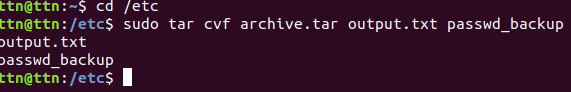 ttn@ttn:~$ cd /etc
ttn@ttn:/etc$ sudo tar cvf archive.tar output.txt passwd_backup
output.txt
passwd_backup
ttn@ttn:/etc$